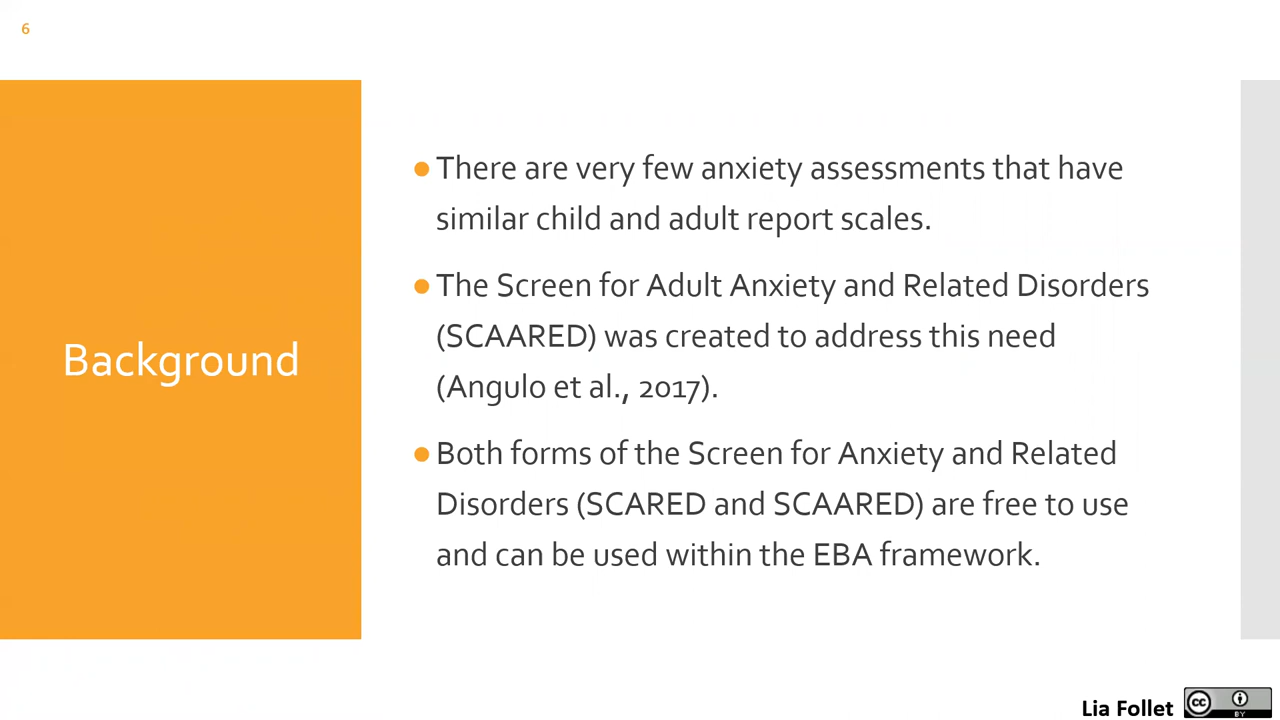 6
Background
● There are very few anxiety assessments that have
similar child and adult report scales.
● The Screen for Adult Anxiety and Related Disorders
(SCAARED) was created to address this need
(Angulo et al., 2017).
● Both forms of the Screen for Anxiety and Related
Disorders (SCARED and SCAARED) are free to use
and can be used within the EBA framework.
Lia Follet
cc
BY